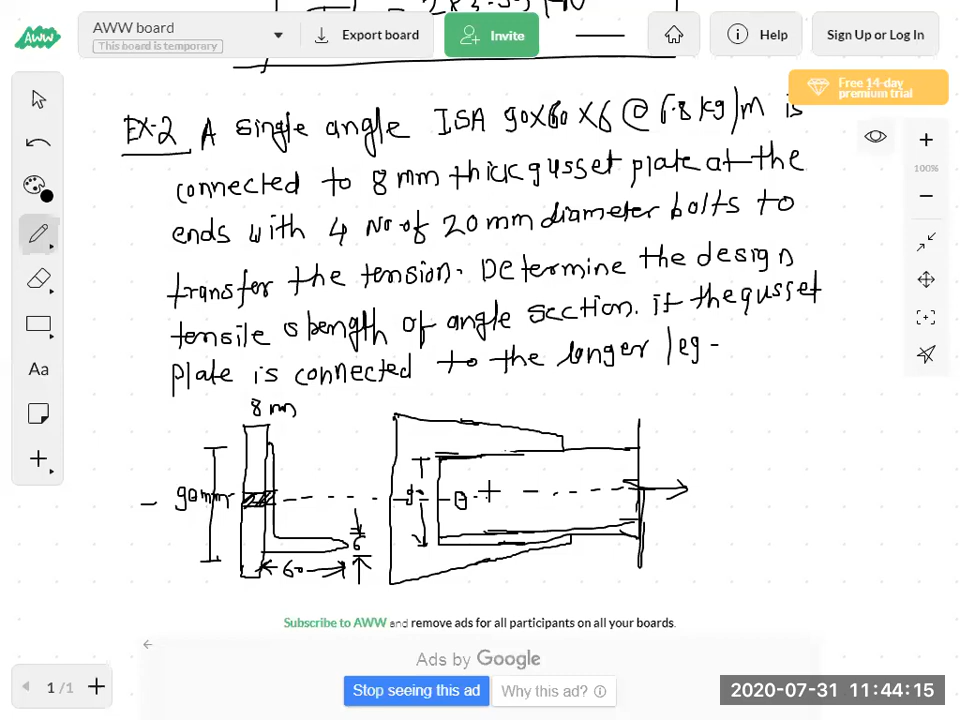 AWW board
This board is temporary
Export board
Invite
Help
Sign Up or Log In
Free 14-day
premium trial
100%
EX-2 A single angle ISA 90x60x6 @ 6.8 kg/m is
connected to 8 mm thick gusset plate at the
ends with 4 No of 20 mm diameter bolts to
transfer the tension. Determine the design
tensile strength of angle section. if the gusset
plate is connected to the longer leg -
8 mm
90mm
60
6
90
Aa
Subscribe to AWW and remove ads for all participants on all your boards.
Ads by Google
Stop seeing this ad
Why this ad?
1 /1
2020-07-31 11:44:15